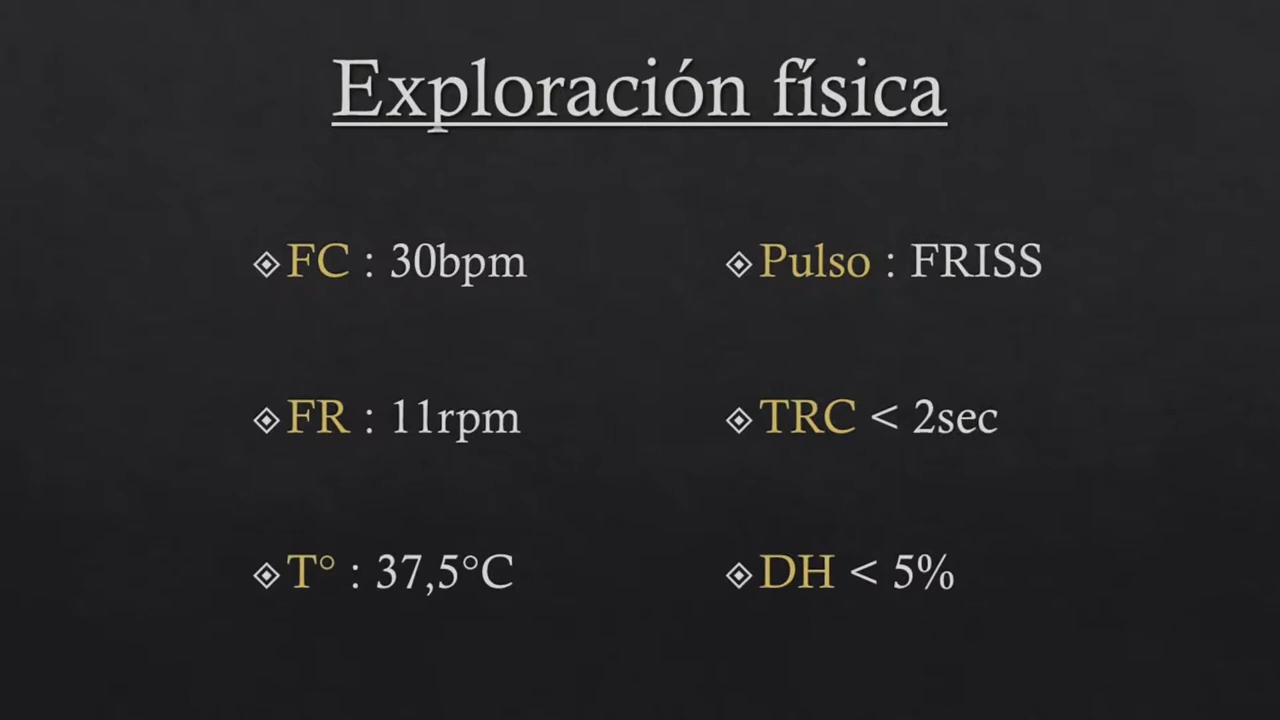 Exploración física
FC : 30bpm
FR : 11rpm
T° : 37,5°C
Pulso : FRISS
TRC < 2sec
DH < 5%